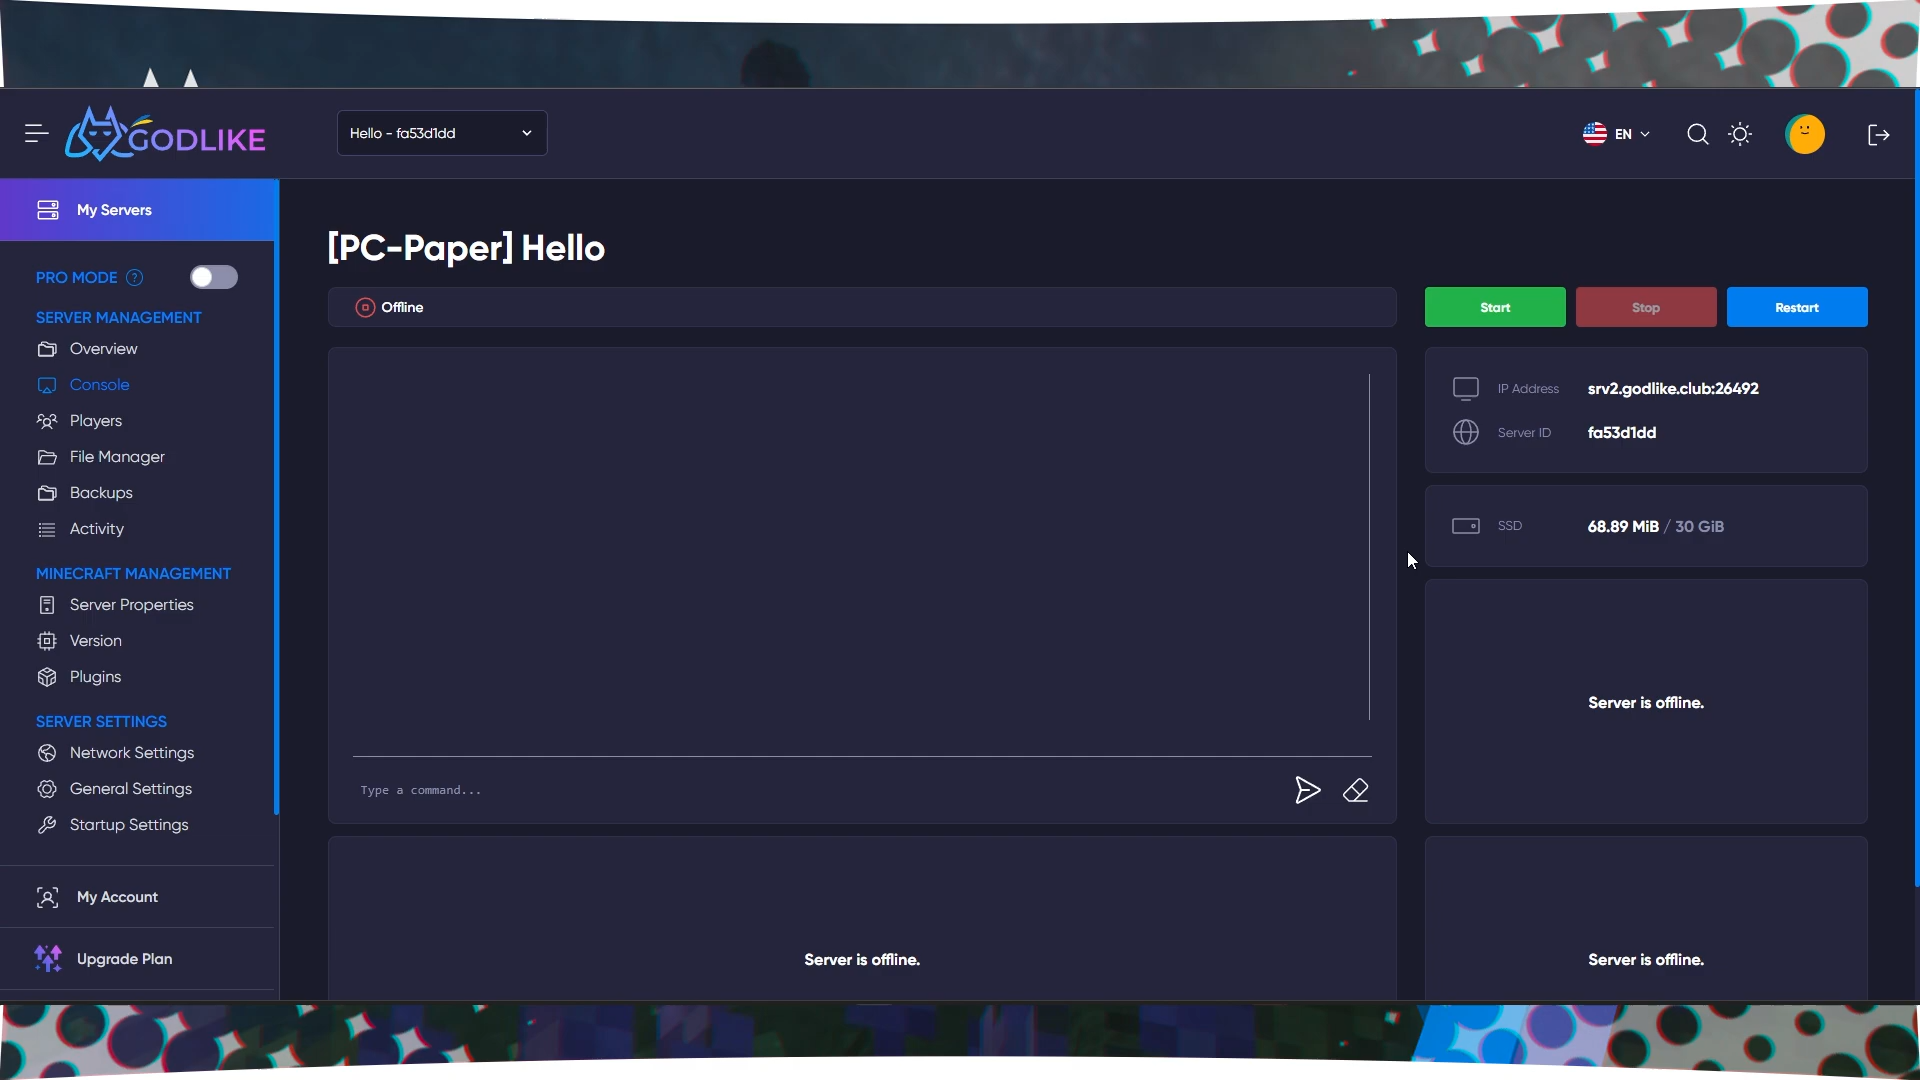 GODLIKE
Hello - fa53d1dd
EN
My Servers
PRO MODE ?
SERVER MANAGEMENT
Overview
Console
Players
File Manager
Backups
Activity
MINECRAFT MANAGEMENT
Server Properties
Version
Plugins
SERVER SETTINGS
Network Settings
General Settings
Startup Settings
My Account
Upgrade Plan
[PC-Paper] Hello
Offline
Start
Stop
Restart
Type a command...
IP Address srv2.godlike.club:26492
Server ID fa53d1dd
SSD 68.89 MiB / 30 GiB
Server is offline.
Server is offline.
Server is offline.